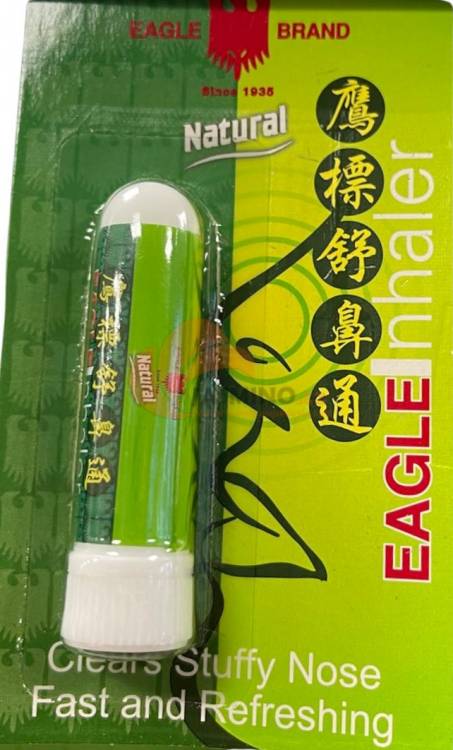 EAGLE BRAND
Since 1935
Natural
鷹標舒鼻通
EAGLE Inhaler
鷹標舒鼻通
Natural
Clears Stuffy Nose
Fast and Refreshing